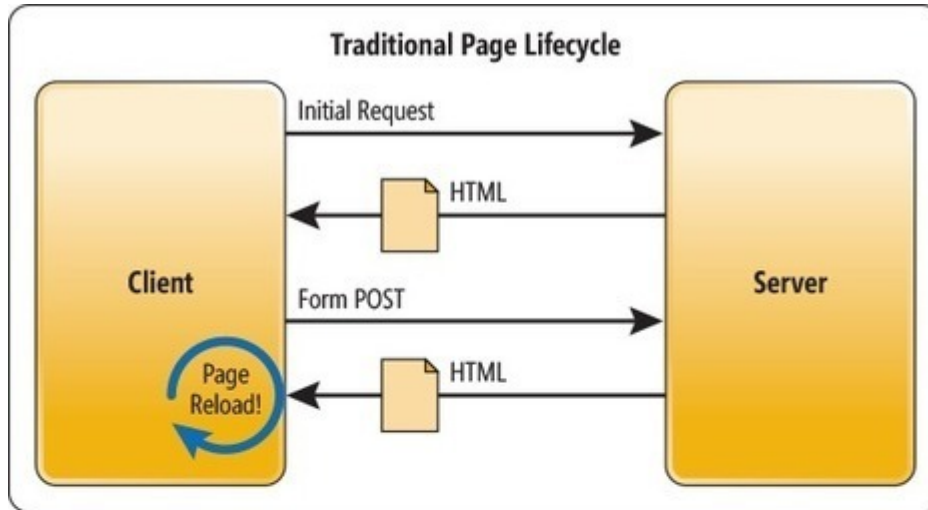 Traditional Page Lifecycle
Initial Request
HTML
Client
Server
Form POST
HTML
Page
Reload!